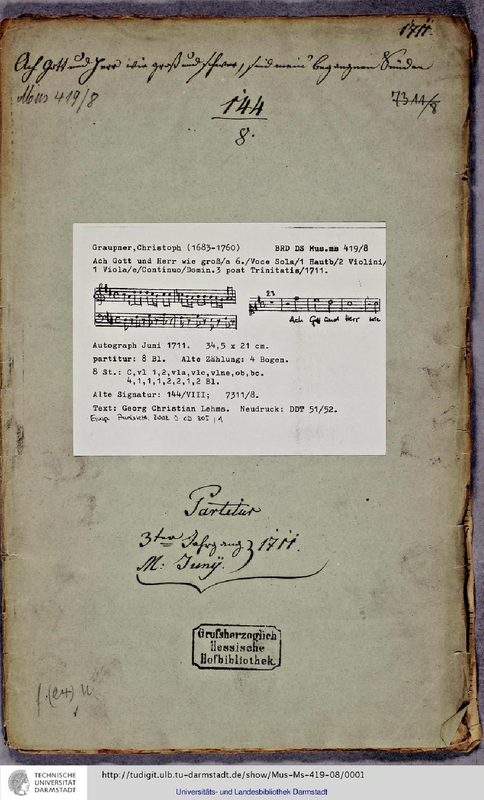 1711.
Ach Gott und Herr wie groß und schwer, sind mein begangnen Sünden
Mus 419/8
7311/8
144
8.
Graupner,Christoph (1683-1760) BRD DS Mus.ms 419/8
Ach Gott und Herr wie groß/a 6./Voce Sola/1 Hautb/2 Violini/
1 Viola/e/Continuo/Domin.3 post Trinitatis/1711.
23
Ach Gott und Herr wie
Autograph Juni 1711. 34,5 x 21 cm.
partitur: 8 Bl. Alte Zählung: 4 Bogen.
8 St.: C,vl 1,2,vla,vlc,vlne,ob,bc.
4,1,1,1,2,2,1,2 Bl.
Alte Signatur: 144/VIII; 7311/8.
Text: Georg Christian Lehms. Neudruck: DDT 51/52.
2002
CD
Partitur
3ter Jahrgang 1711.
M: Junÿ.
Großherzoglich
Hessische
Hofbibliothek.
TECHNISCHE
UNIVERSITÄT
DARMSTADT
http://tudigit.ulb.tu-darmstadt.de/show/Mus-Ms-419-08/0001
Universitäts- und Landesbibliothek Darmstadt